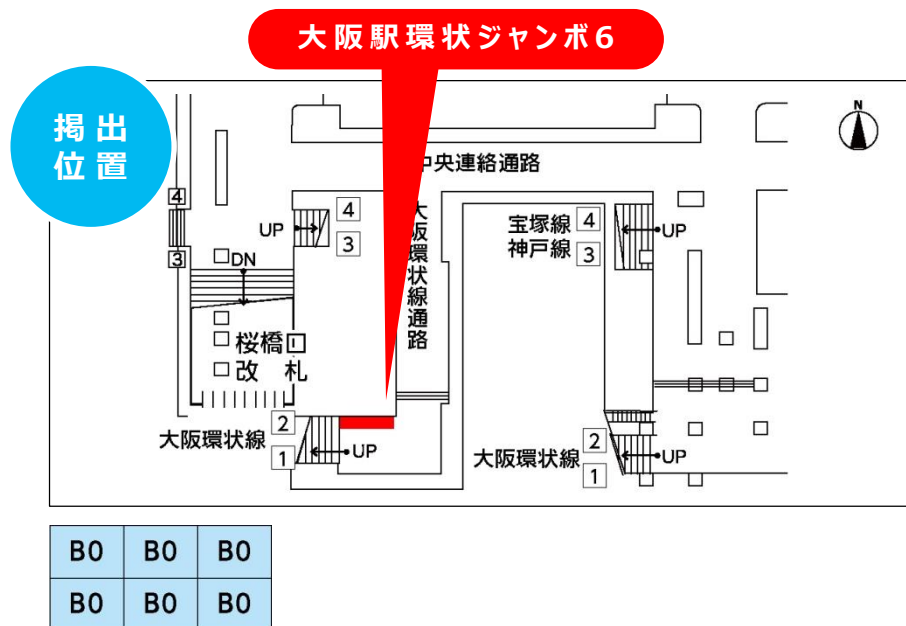 大阪駅環状ジャンボ6
掲出
位置
N
中央連絡通路
4
3
UP
4
3
大阪環状線通路
宝塚線
神戸線
4
3
UP
DN
桜橋口
改札
大阪環状線
2
1
UP
大阪環状線
2
1
UP
B0 B0 B0
B0 B0 B0